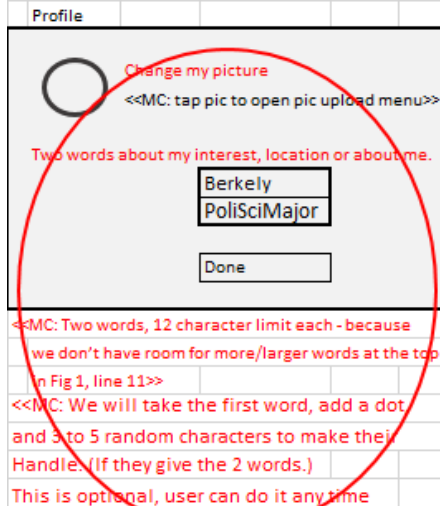 Profile
Change my picture
<<MC: tap pic to open pic upload menu>>
Two words about my interest, location or about me.
Berkely
PoliSciMajor
Done
<<MC: Two words, 12 character limit each - because
we don't have room for more/larger words at the top
in Fig 1, line 11>>
<<MC: We will take the first word, add a dot
and 3 to 5 random characters to make their
Handle. (If they give the 2 words.)
This is optional, user can do it any time